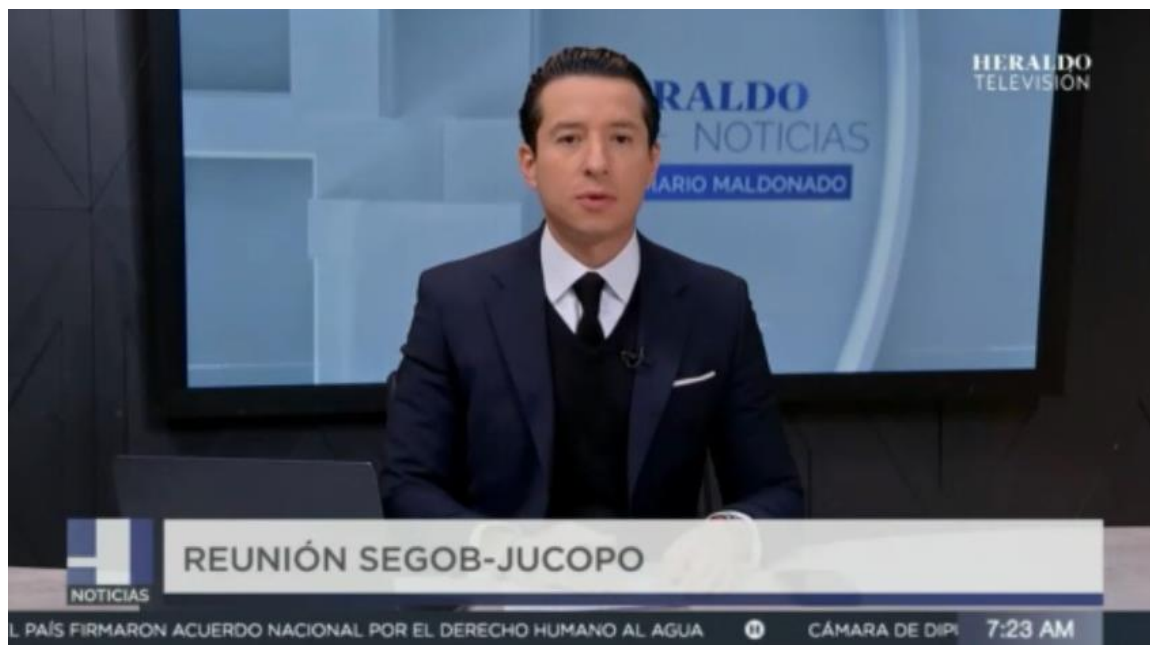 HERALDO
TELEVISIÓN
RALDO
NOTICIAS
MARIO MALDONADO
REUNIÓN SEGOB-JUCOPO
NOTICIAS
L PAÍS FIRMARON ACUERDO NACIONAL POR EL DERECHO HUMANO AL AGUA
CÁMARA DE DIP
7:23 AM